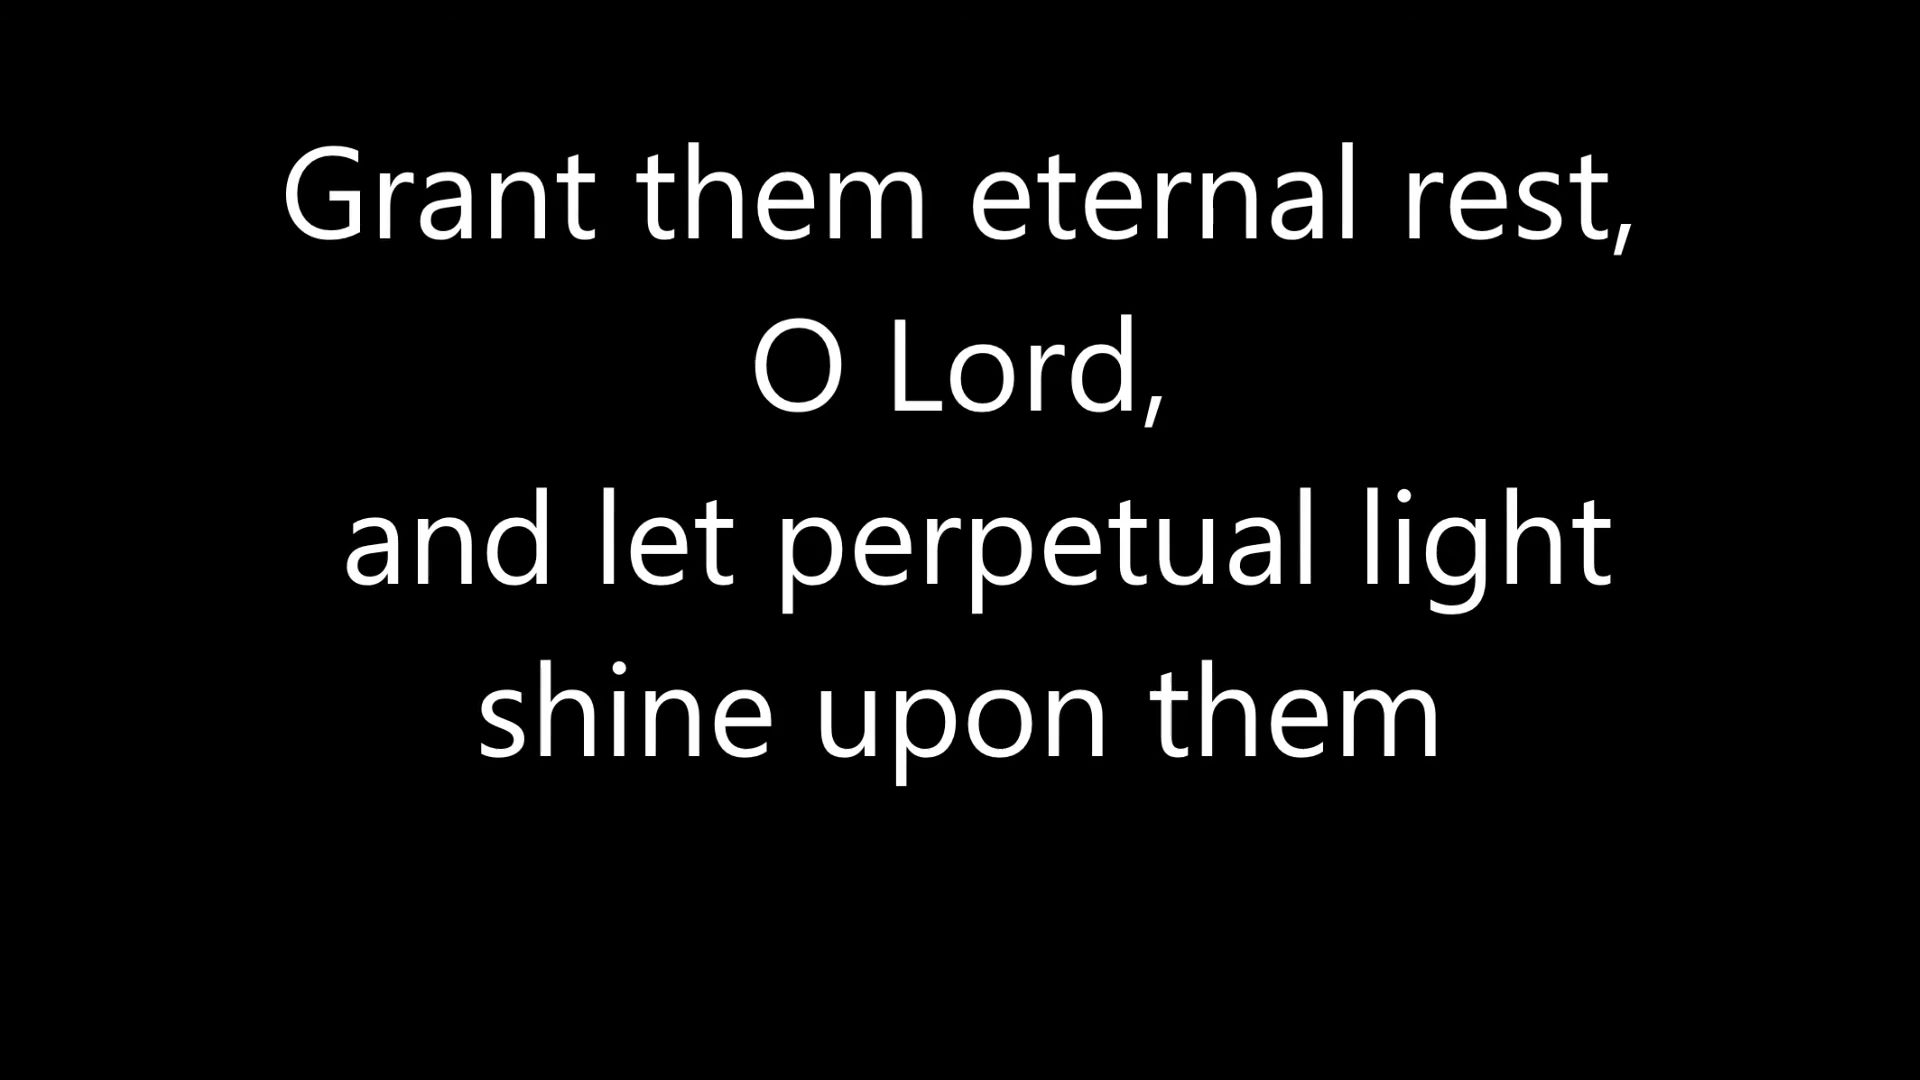 Grant them eternal rest,
O Lord,
and let perpetual light
shine upon them